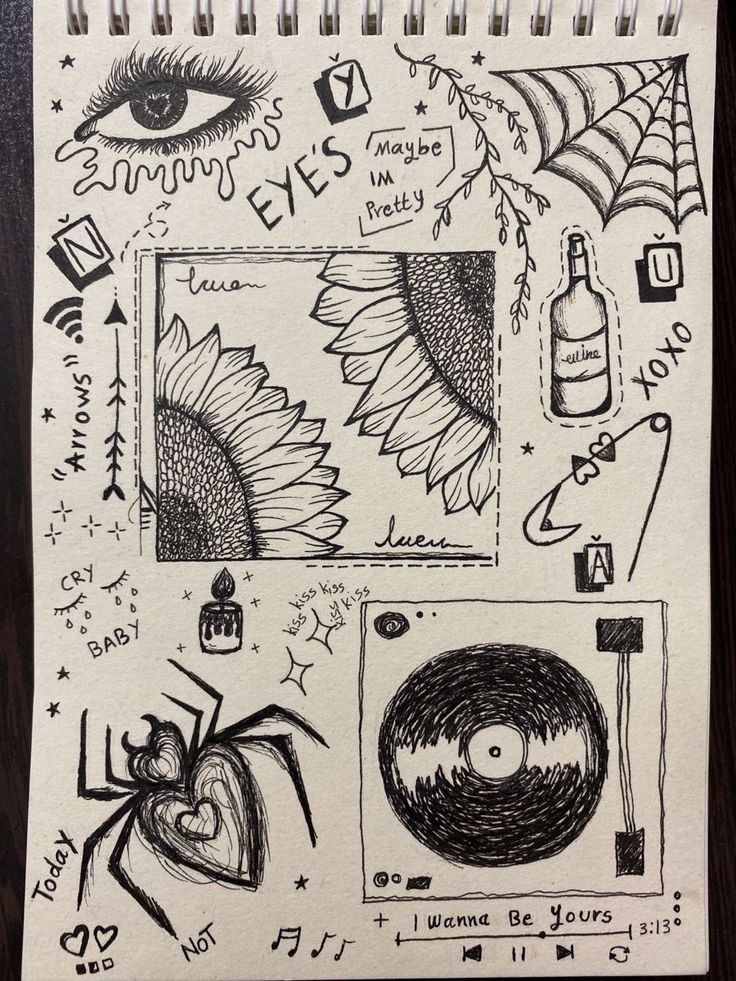 Y
EYE'S
Maybe
IM
Pretty
N
U
XOXO
"Arrows"
A
CRY
BABY
kiss kiss kiss
kiss kiss
Today
NOT
I Wanna Be Yours
3:13